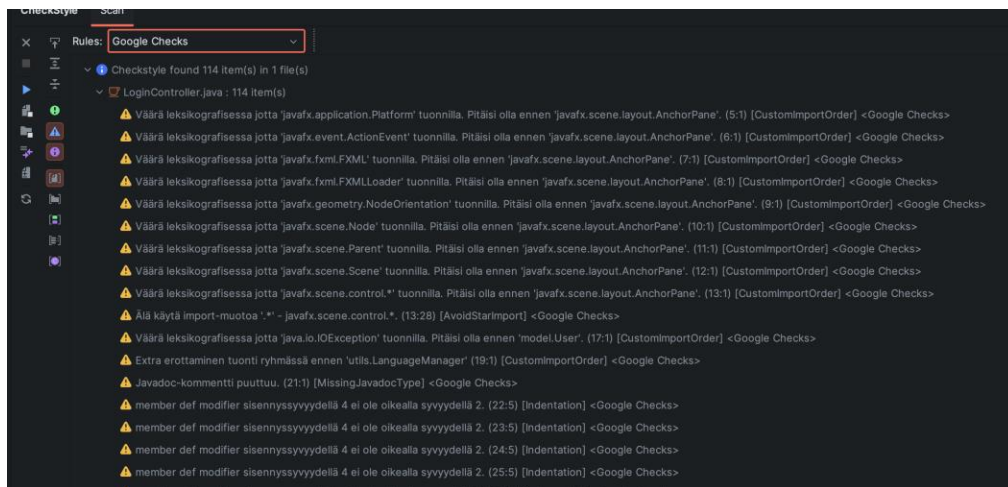 CheckStyle Scan
Rules: Google Checks
Checkstyle found 114 item(s) in 1 file(s)
LoginController.java : 114 item(s)
Väärä leksikografisessa jotta 'javafx.application.Platform' tuonnilla. Pitäisi olla ennen 'javafx.scene.layout.AnchorPane'. (5:1) [CustomImportOrder] <Google Checks>
Väärä leksikografisessa jotta 'javafx.event.ActionEvent' tuonnilla. Pitäisi olla ennen 'javafx.scene.layout.AnchorPane'. (6:1) [CustomImportOrder] <Google Checks>
Väärä leksikografisessa jotta 'javafx.fxml.FXML' tuonnilla. Pitäisi olla ennen 'javafx.scene.layout.AnchorPane'. (7:1) [CustomImportOrder] <Google Checks>
Väärä leksikografisessa jotta 'javafx.fxml.FXMLLoader' tuonnilla. Pitäisi olla ennen 'javafx.scene.layout.AnchorPane'. (8:1) [CustomImportOrder] <Google Checks>
Väärä leksikografisessa jotta 'javafx.geometry.NodeOrientation' tuonnilla. Pitäisi olla ennen 'javafx.scene.layout.AnchorPane'. (9:1) [CustomImportOrder] <Google Checks>
Väärä leksikografisessa jotta 'javafx.scene.Node' tuonnilla. Pitäisi olla ennen 'javafx.scene.layout.AnchorPane'. (10:1) [CustomImportOrder] <Google Checks>
Väärä leksikografisessa jotta 'javafx.scene.Parent' tuonnilla. Pitäisi olla ennen 'javafx.scene.layout.AnchorPane'. (11:1) [CustomImportOrder] <Google Checks>
Väärä leksikografisessa jotta 'javafx.scene.Scene' tuonnilla. Pitäisi olla ennen 'javafx.scene.layout.AnchorPane'. (12:1) [CustomImportOrder] <Google Checks>
Väärä leksikografisessa jotta 'javafx.scene.control.*' tuonnilla. Pitäisi olla ennen 'javafx.scene.layout.AnchorPane'. (13:1) [CustomImportOrder] <Google Checks>
Älä käytä import-muotoa '.*' - javafx.scene.control.*. (13:28) [AvoidStarImport] <Google Checks>
Väärä leksikografisessa jotta 'java.io.IOException' tuonnilla. Pitäisi olla ennen 'model.User'. (17:1) [CustomImportOrder] <Google Checks>
Extra erottaminen tuonti ryhmässä ennen 'utils.LanguageManager' (19:1) [CustomImportOrder] <Google Checks>
Javadoc-kommentti puuttuu. (21:1) [MissingJavadocType] <Google Checks>
member def modifier sisennyssyvyydellä 4 ei ole oikealla syvyydellä 2. (22:5) [Indentation] <Google Checks>
member def modifier sisennyssyvyydellä 4 ei ole oikealla syvyydellä 2. (23:5) [Indentation] <Google Checks>
member def modifier sisennyssyvyydellä 4 ei ole oikealla syvyydellä 2. (24:5) [Indentation] <Google Checks>
member def modifier sisennyssyvyydellä 4 ei ole oikealla syvyydellä 2. (25:5) [Indentation] <Google Checks>